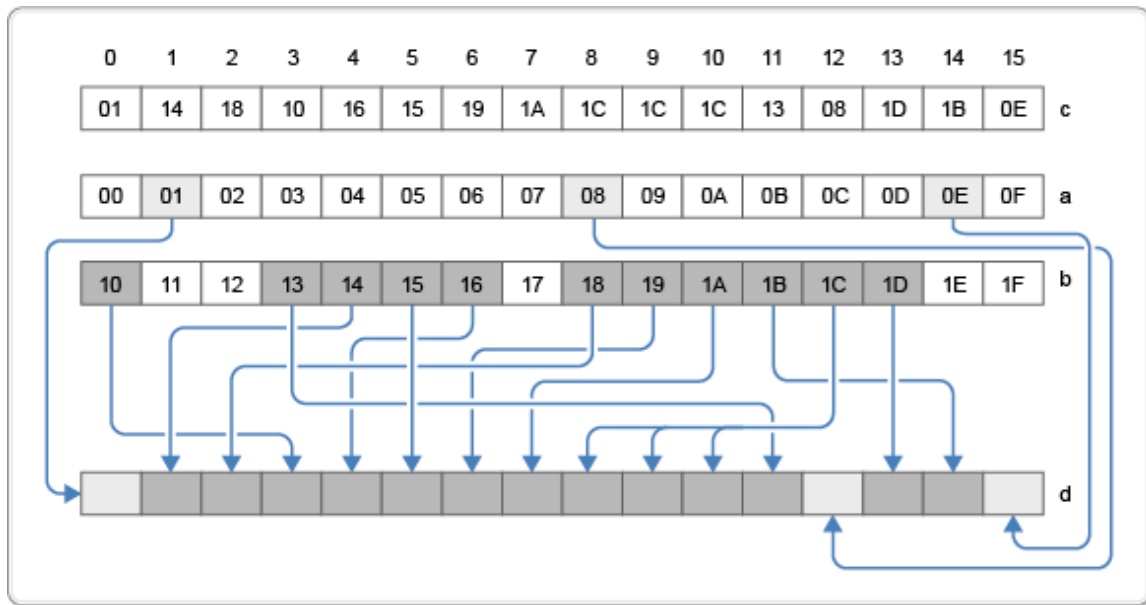 0 1 2 3 4 5 6 7 8 9 10 11 12 13 14 15
01 14 18 10 16 15 19 1A 1C 1C 1C 13 08 1D 1B 0E c
00 01 02 03 04 05 06 07 08 09 0A 0B 0C 0D 0E 0F a
10 11 12 13 14 15 16 17 18 19 1A 1B 1C 1D 1E 1F b
d